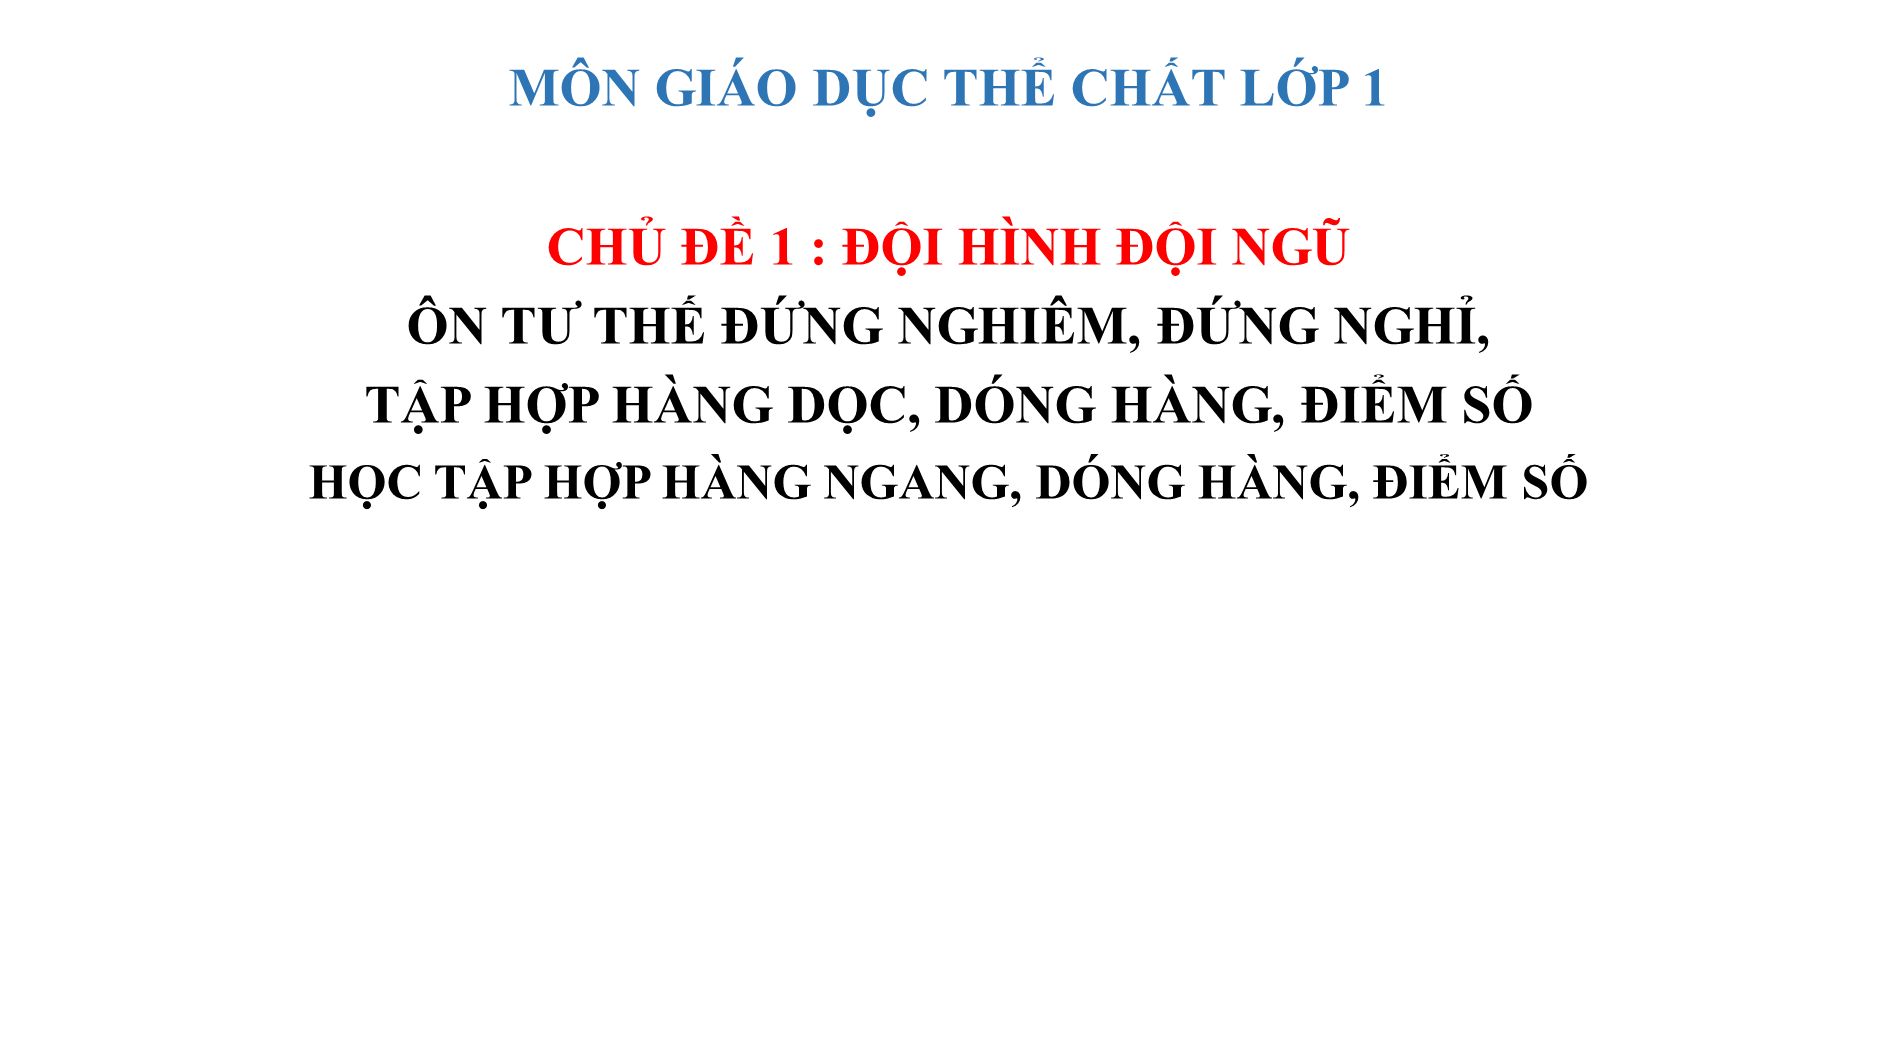 MÔN GIÁO DỤC THỂ CHẤT LỚP 1
CHỦ ĐỀ 1 : ĐỘI HÌNH ĐỘI NGŨ
ÔN TƯ THẾ ĐỨNG NGHIÊM, ĐỨNG NGHỈ,
TẬP HỢP HÀNG DỌC, DÓNG HÀNG, ĐIỂM SỐ
HỌC TẬP HỢP HÀNG NGANG, DÓNG HÀNG, ĐIỂM SỐ